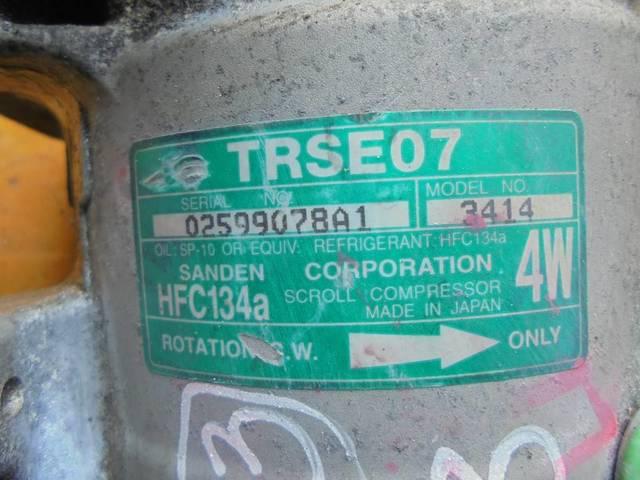 TRSE07
SERIAL NO. MODEL NO.
02599078A1 3414
OIL: SP-10 OR EQUIV. REFRIGERANT: HFC134a
SANDEN CORPORATION 4W
HFC134a SCROLL COMPRESSOR
MADE IN JAPAN
ROTATION .W. ONLY